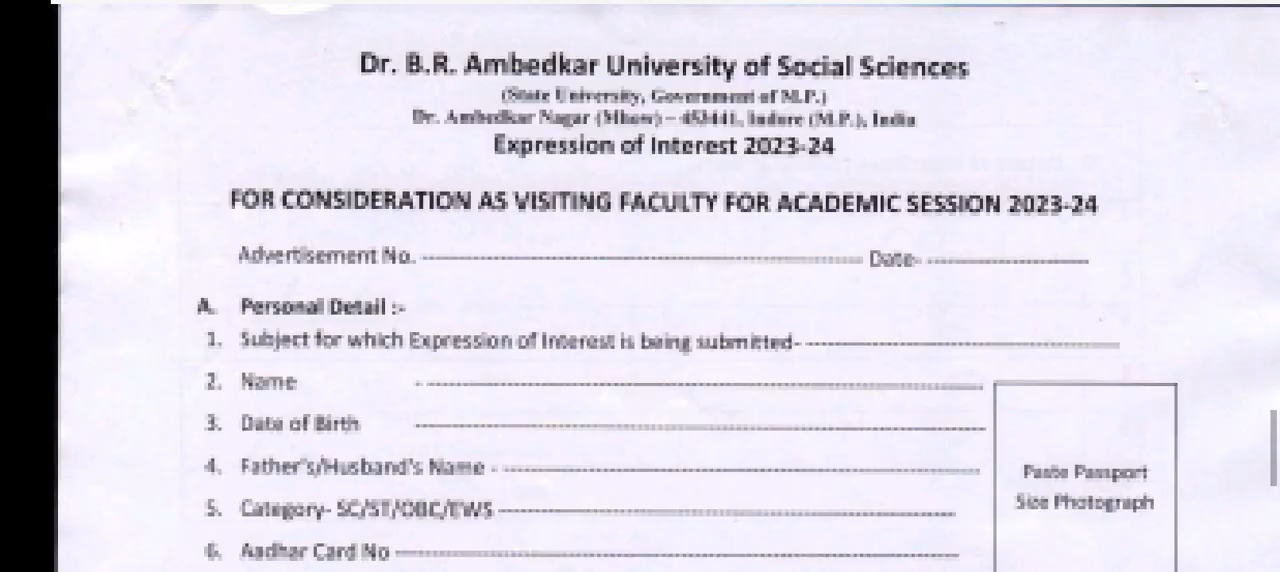 Dr. B.R. Ambedkar University of Social Sciences
(State University, Government of M.P.)
Dr. Ambedkar Nagar (Mhow) – 453441, Indore (M.P.), India
Expression of Interest 2023-24
FOR CONSIDERATION AS VISITING FACULTY FOR ACADEMIC SESSION 2023-24
Advertisement No. ---------- Date- ----------
A. Personal Detail :-
1. Subject for which Expression of Interest is being submitted- ----------
2. Name - ----------
3. Date of Birth ----------
4. Father's/Husband's Name - ----------
5. Category- SC/ST/OBC/EWS ----------
6. Aadhar Card No ----------
Paste Passport
Size Photograph